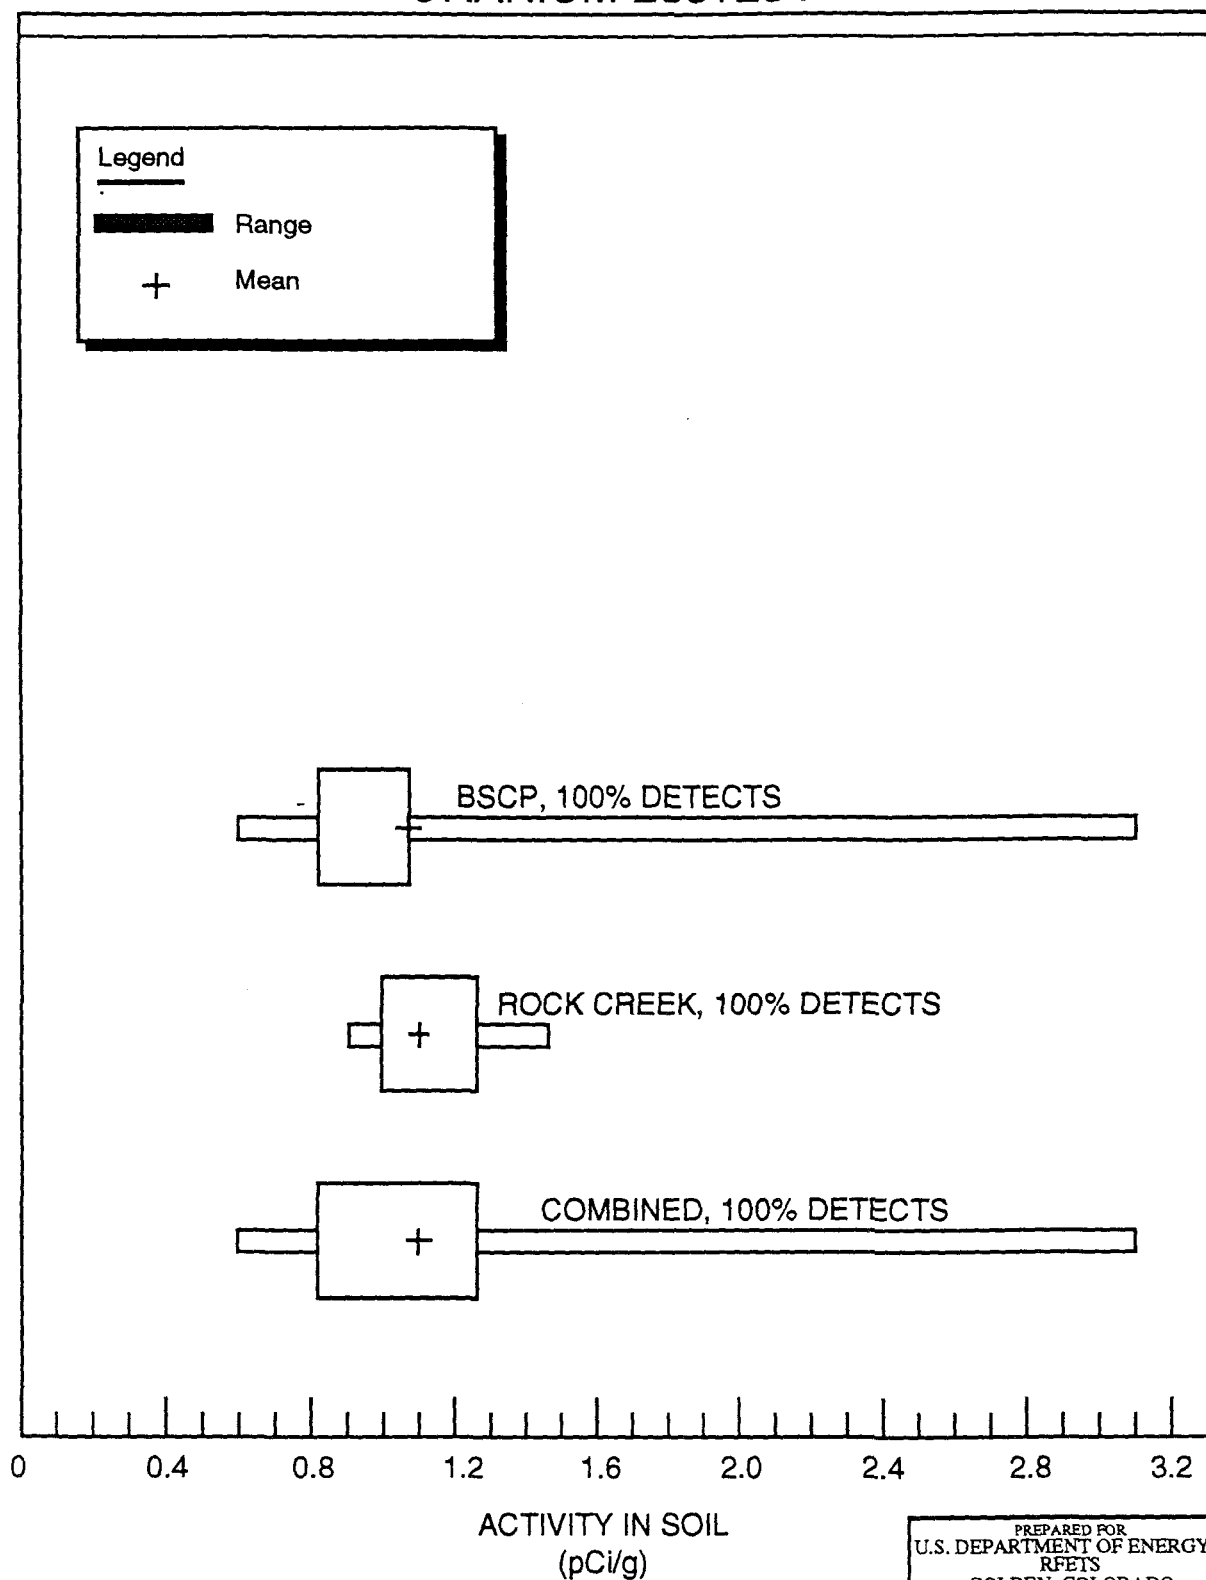 Legend
Range
Mean
BSCP, 100% DETECTS
ROCK CREEK, 100% DETECTS
COMBINED, 100% DETECTS
0 0.4 0.8 1.2 1.6 2.0 2.4 2.8 3.2
ACTIVITY IN SOIL
(pCi/g)
PREPARED FOR
U.S. DEPARTMENT OF ENERGY
RFETS